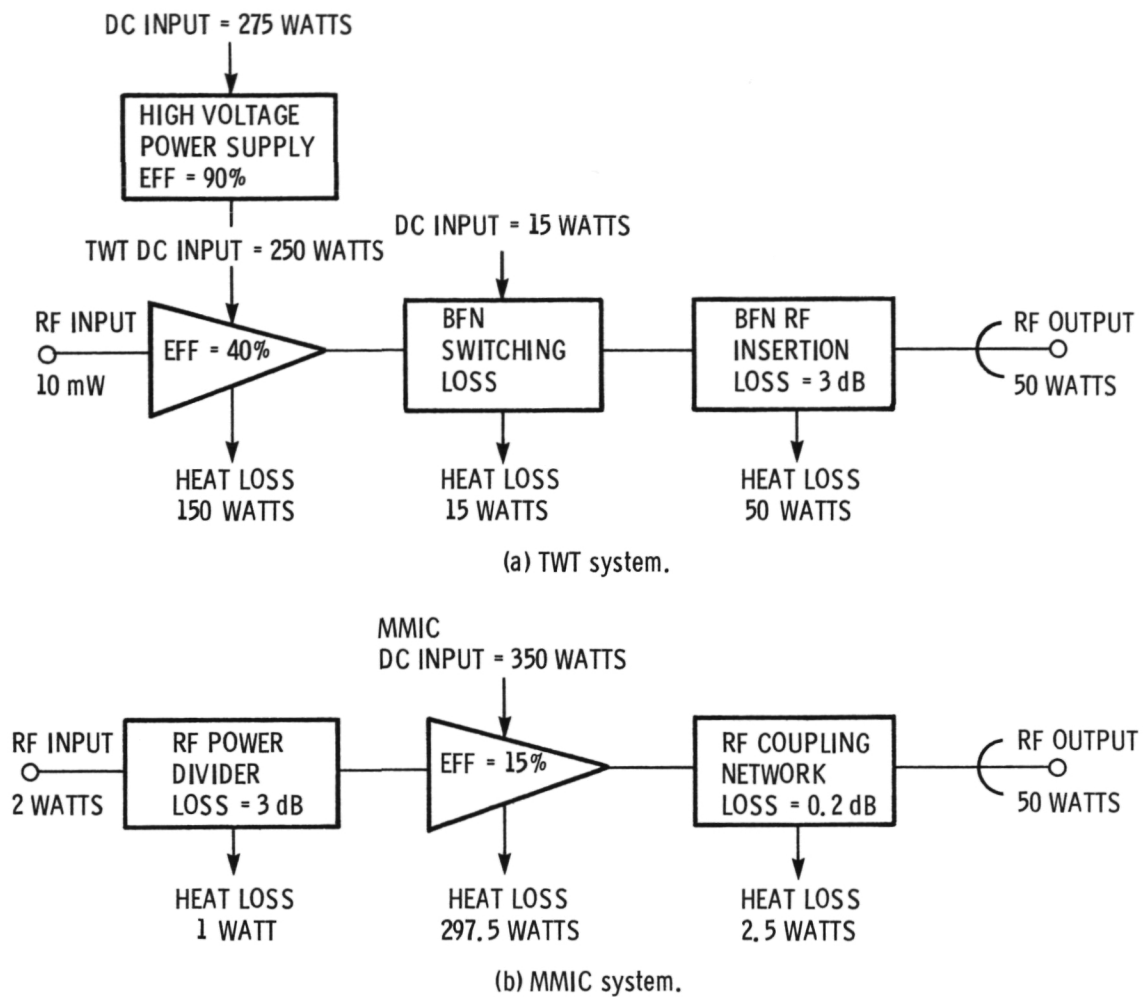 DC INPUT = 275 WATTS
HIGH VOLTAGE
POWER SUPPLY
EFF = 90%
TWT DC INPUT = 250 WATTS
DC INPUT = 15 WATTS
RF INPUT
10 mW
EFF = 40%
BFN
SWITCHING
LOSS
BFN RF
INSERTION
LOSS = 3 dB
RF OUTPUT
50 WATTS
HEAT LOSS
150 WATTS
HEAT LOSS
15 WATTS
HEAT LOSS
50 WATTS
(a) TWT system.
MMIC
DC INPUT = 350 WATTS
RF INPUT
2 WATTS
RF POWER
DIVIDER
LOSS = 3 dB
EFF = 15%
RF COUPLING
NETWORK
LOSS = 0.2 dB
RF OUTPUT
50 WATTS
HEAT LOSS
1 WATT
HEAT LOSS
297.5 WATTS
HEAT LOSS
2.5 WATTS
(b) MMIC system.